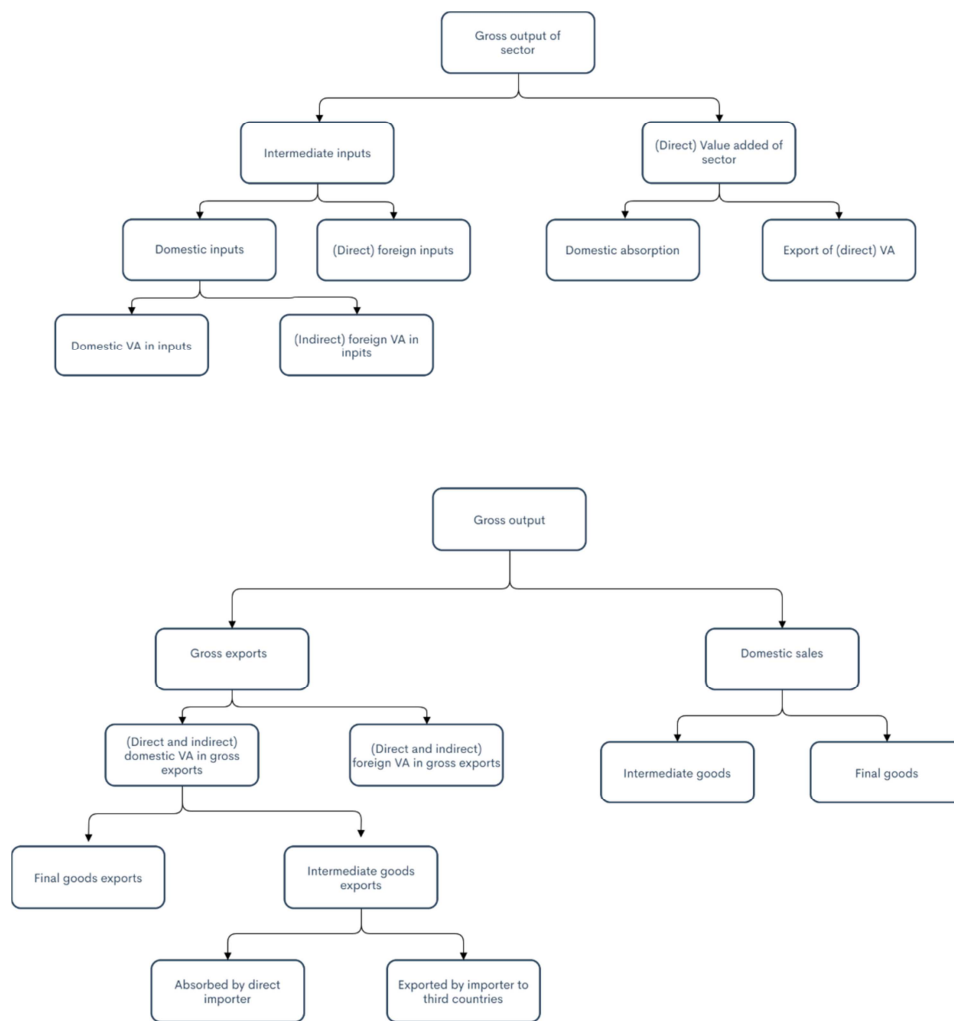 Gross output of
sector
Intermediate inputs
(Direct) Value added of
sector
Domestic inputs
(Direct) foreign inputs
Domestic absorption
Export of (direct) VA
Domestic VA in inputs
(Indirect) foreign VA in
inpits
Gross output
Gross exports
Domestic sales
(Direct and indirect)
domestic VA in gross
exports
(Direct and indirect)
foreign VA in gross exports
Intermediate goods
Final goods
Final goods exports
Intermediate goods
exports
Absorbed by direct
importer
Exported by importer to
third countries